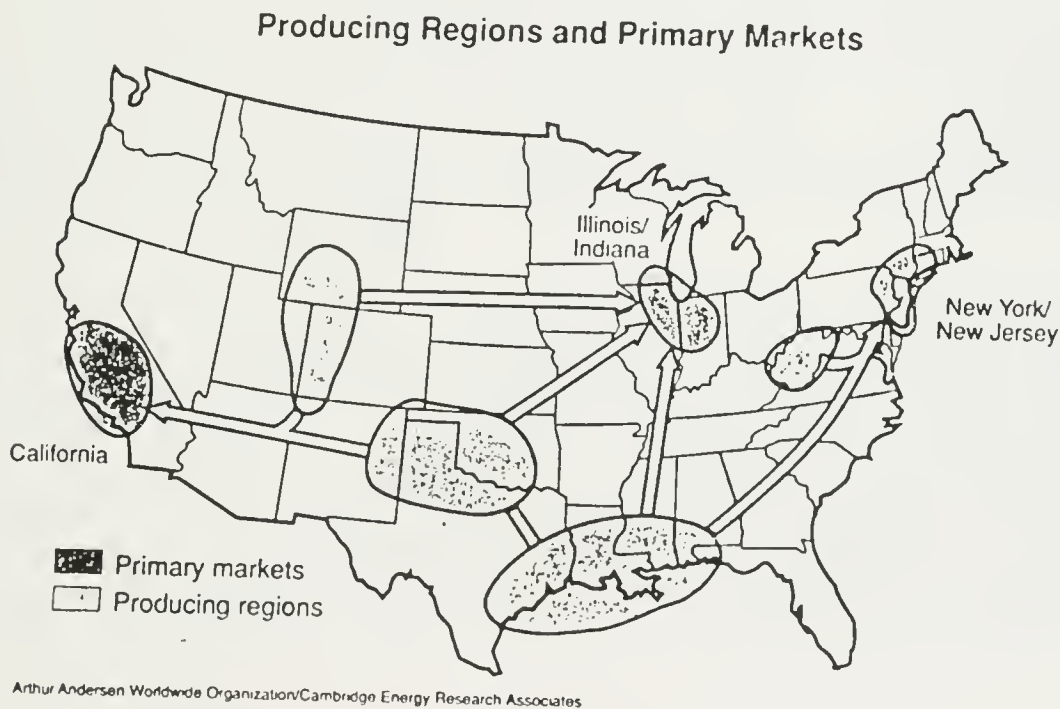 Producing Regions and Primary Markets
Illinois/
Indiana
New York/
New Jersey
California
Primary markets
Producing regions
Arthur Andersen Worldwide Organization/Cambridge Energy Research Associates